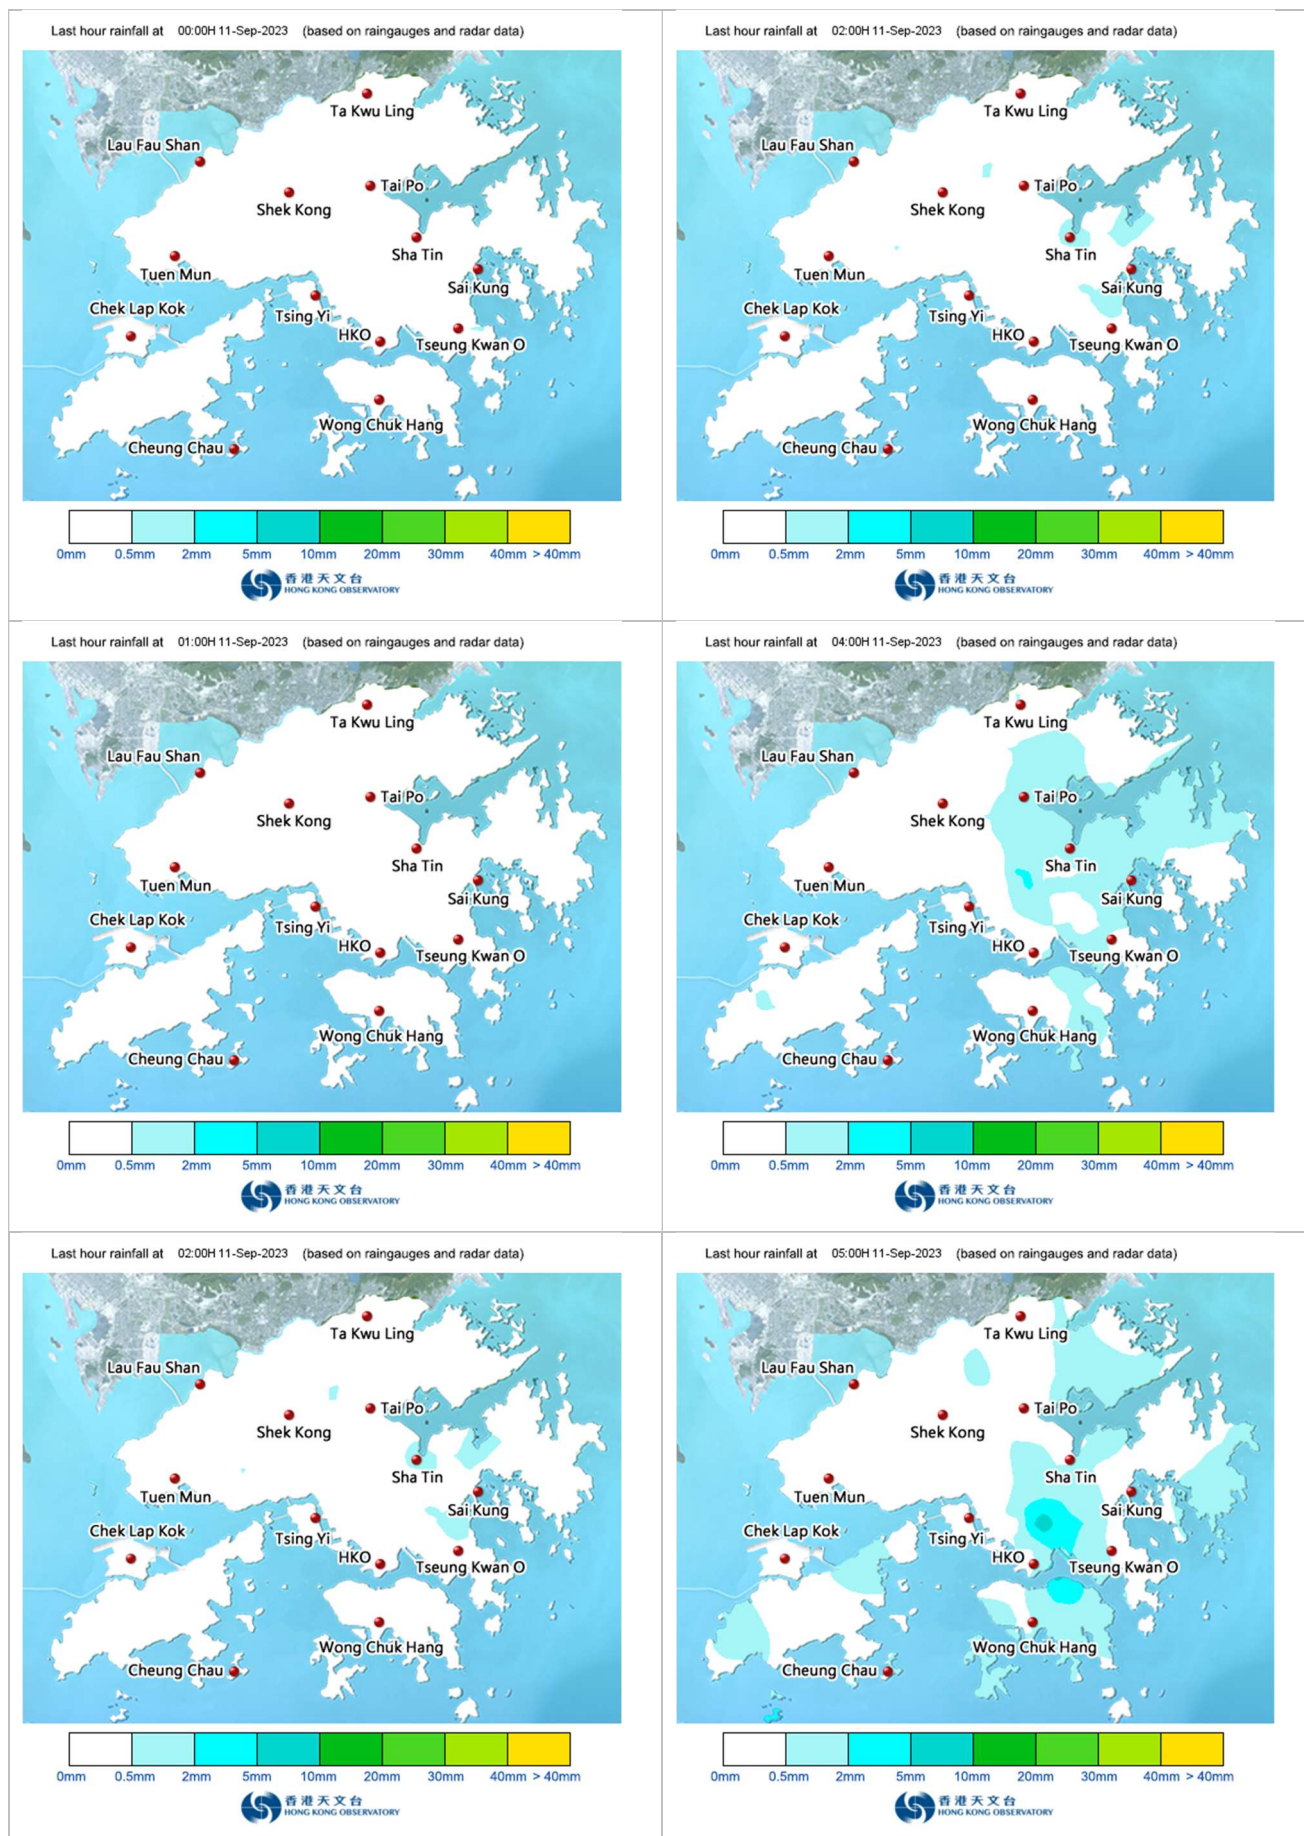 Last hour rainfall at 00:00H 11-Sep-2023 (based on raingauges and radar data)
Ta Kwu Ling
Lau Fau Shan
Tai Po
Shek Kong
Sha Tin
Tuen Mun
Sai Kung
Chek Lap Kok
Tsing Yi
HKO
Tseung Kwan O
Wong Chuk Hang
Cheung Chau
0mm 0.5mm 2mm 5mm 10mm 20mm 30mm 40mm > 40mm
香港天文台
HONG KONG OBSERVATORY
Last hour rainfall at 02:00H 11-Sep-2023 (based on raingauges and radar data)
Ta Kwu Ling
Lau Fau Shan
Tai Po
Shek Kong
Sha Tin
Tuen Mun
Sai Kung
Chek Lap Kok
Tsing Yi
HKO
Tseung Kwan O
Wong Chuk Hang
Cheung Chau
0mm 0.5mm 2mm 5mm 10mm 20mm 30mm 40mm > 40mm
香港天文台
HONG KONG OBSERVATORY
Last hour rainfall at 01:00H 11-Sep-2023 (based on raingauges and radar data)
Ta Kwu Ling
Lau Fau Shan
Tai Po
Shek Kong
Sha Tin
Tuen Mun
Sai Kung
Chek Lap Kok
Tsing Yi
HKO
Tseung Kwan O
Wong Chuk Hang
Cheung Chau
0mm 0.5mm 2mm 5mm 10mm 20mm 30mm 40mm > 40mm
香港天文台
HONG KONG OBSERVATORY
Last hour rainfall at 04:00H 11-Sep-2023 (based on raingauges and radar data)
Ta Kwu Ling
Lau Fau Shan
Tai Po
Shek Kong
Sha Tin
Tuen Mun
Sai Kung
Chek Lap Kok
Tsing Yi
HKO
Tseung Kwan O
Wong Chuk Hang
Cheung Chau
0mm 0.5mm 2mm 5mm 10mm 20mm 30mm 40mm > 40mm
香港天文台
HONG KONG OBSERVATORY
Last hour rainfall at 02:00H 11-Sep-2023 (based on raingauges and radar data)
Ta Kwu Ling
Lau Fau Shan
Tai Po
Shek Kong
Sha Tin
Tuen Mun
Sai Kung
Chek Lap Kok
Tsing Yi
HKO
Tseung Kwan O
Wong Chuk Hang
Cheung Chau
0mm 0.5mm 2mm 5mm 10mm 20mm 30mm 40mm > 40mm
香港天文台
HONG KONG OBSERVATORY
Last hour rainfall at 05:00H 11-Sep-2023 (based on raingauges and radar data)
Ta Kwu Ling
Lau Fau Shan
Tai Po
Shek Kong
Sha Tin
Tuen Mun
Sai Kung
Chek Lap Kok
Tsing Yi
HKO
Tseung Kwan O
Wong Chuk Hang
Cheung Chau
0mm 0.5mm 2mm 5mm 10mm 20mm 30mm 40mm > 40mm
香港天文台
HONG KONG OBSERVATORY